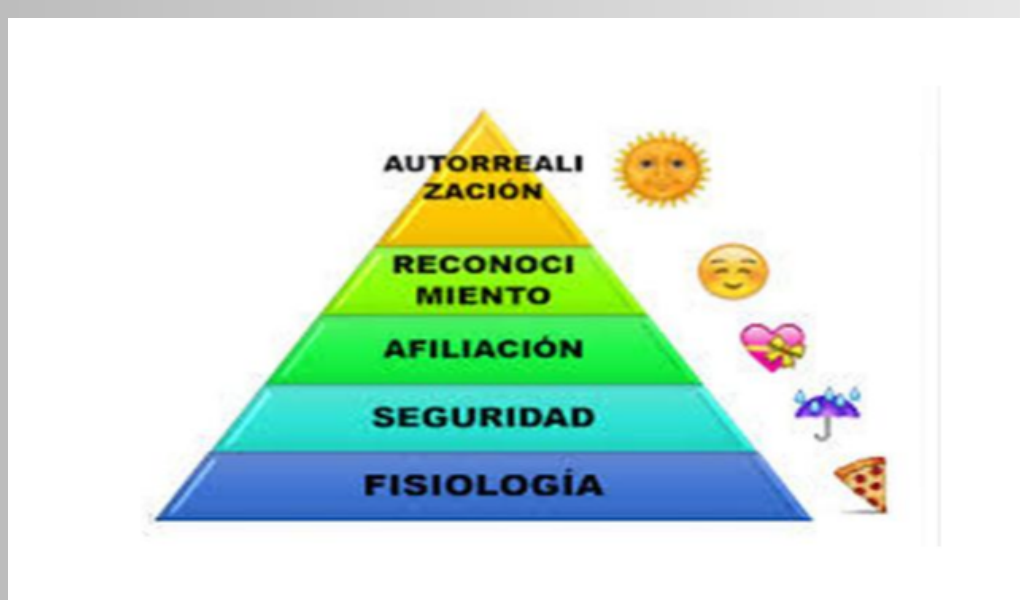 AUTORREALI
ZACIÓN
RECONOCI
MIENTO
AFILIACIÓN
SEGURIDAD
FISIOLOGÍA